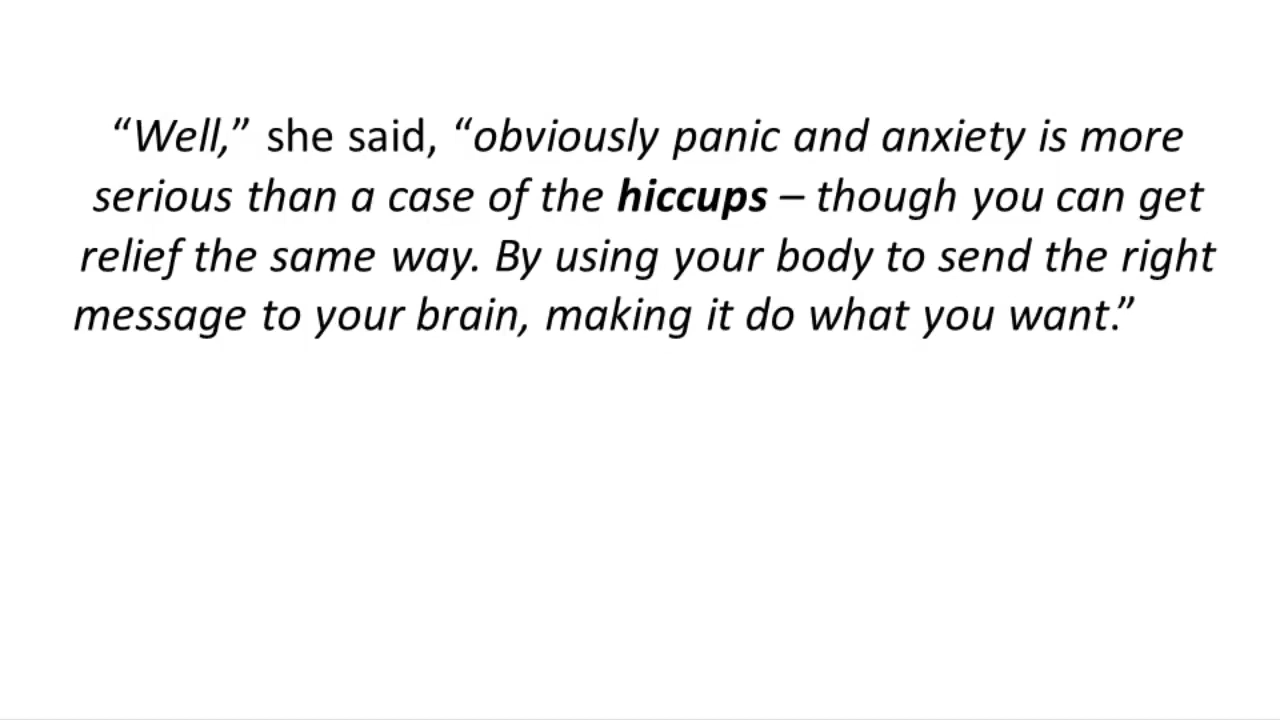 “Well,” she said, “obviously panic and anxiety is more
serious than a case of the hiccups – though you can get
relief the same way. By using your body to send the right
message to your brain, making it do what you want.”